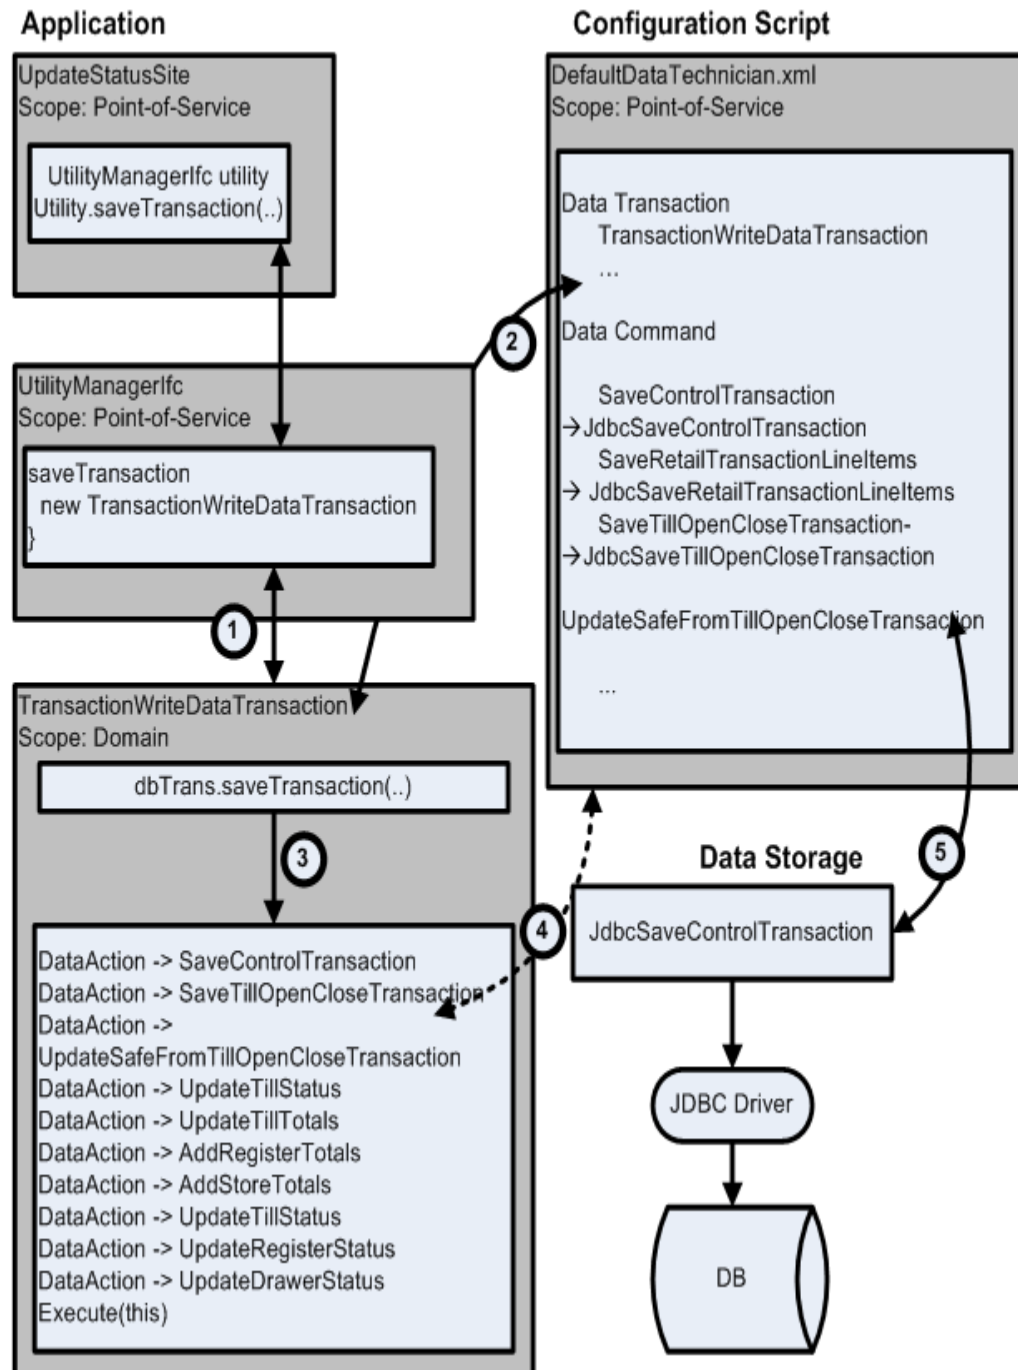 Application
UpdateStatusSite
Scope: Point-of-Service
UtilityManagerIfc utility
Utility.saveTransaction(..)
UtilityManagerIfc
Scope: Point-of-Service
saveTransaction
new TransactionWriteDataTransaction
}
1
2
TransactionWriteDataTransaction
Scope: Domain
dbTrans.saveTransaction(..)
3
DataAction -> SaveControlTransaction
DataAction -> SaveTillOpenCloseTransaction
DataAction ->
UpdateSafeFromTillOpenCloseTransaction
DataAction -> UpdateTillStatus
DataAction -> UpdateTillTotals
DataAction -> AddRegisterTotals
DataAction -> AddStoreTotals
DataAction -> UpdateTillStatus
DataAction -> UpdateRegisterStatus
DataAction -> UpdateDrawerStatus
Execute(this)
4
Configuration Script
DefaultDataTechnician.xml
Scope: Point-of-Service
Data Transaction
TransactionWriteDataTransaction
...
Data Command
SaveControlTransaction
→JdbcSaveControlTransaction
SaveRetailTransactionLineItems
→ JdbcSaveRetailTransactionLineItems
SaveTillOpenCloseTransaction-
→JdbcSaveTillOpenCloseTransaction
UpdateSafeFromTillOpenCloseTransaction
...
5
Data Storage
JdbcSaveControlTransaction
JDBC Driver
DB